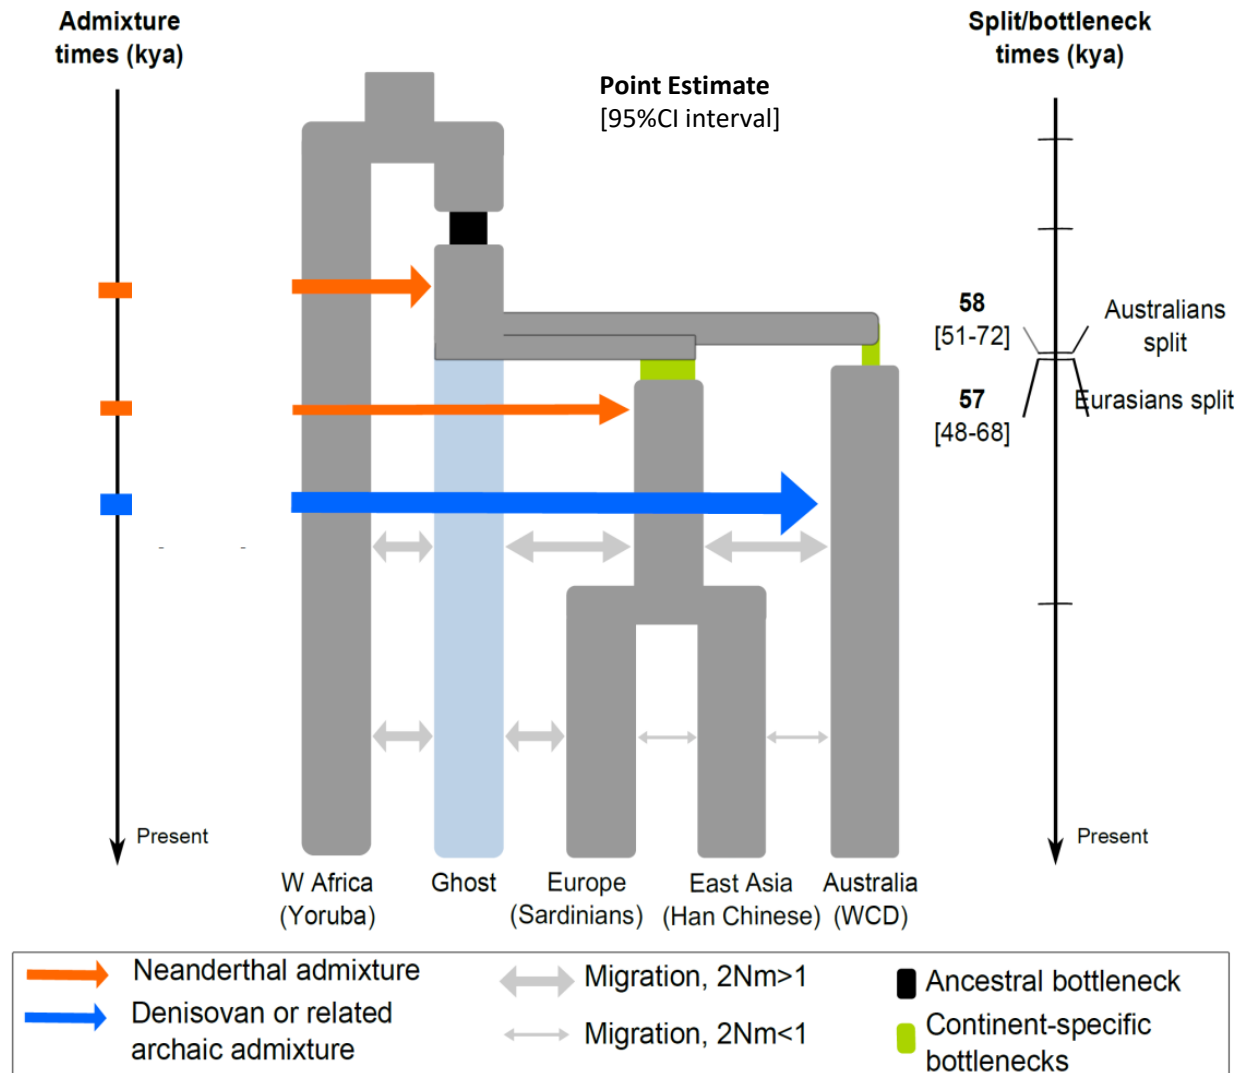 Admixture
times (kya)
Split/bottleneck
times (kya)
Point Estimate
[95%CI interval]
58
[51-72]
Australians
split
57
[48-68]
Eurasians split
Present
Present
W Africa
(Yoruba)
Ghost
Europe
(Sardinians)
East Asia
(Han Chinese)
Australia
(WCD)
Neanderthal admixture
Denisovan or related
archaic admixture
Migration, 2Nm>1
Migration, 2Nm<1
Ancestral bottleneck
Continent-specific
bottlenecks